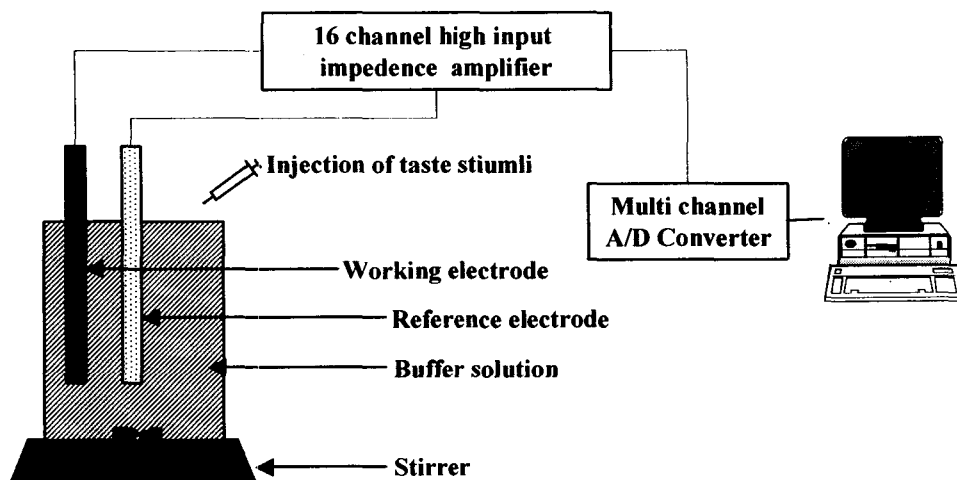 16 channel high input
impedence amplifier
Injection of taste stiumli
Multi channel
A/D Converter
Working electrode
Reference electrode
Buffer solution
Stirrer